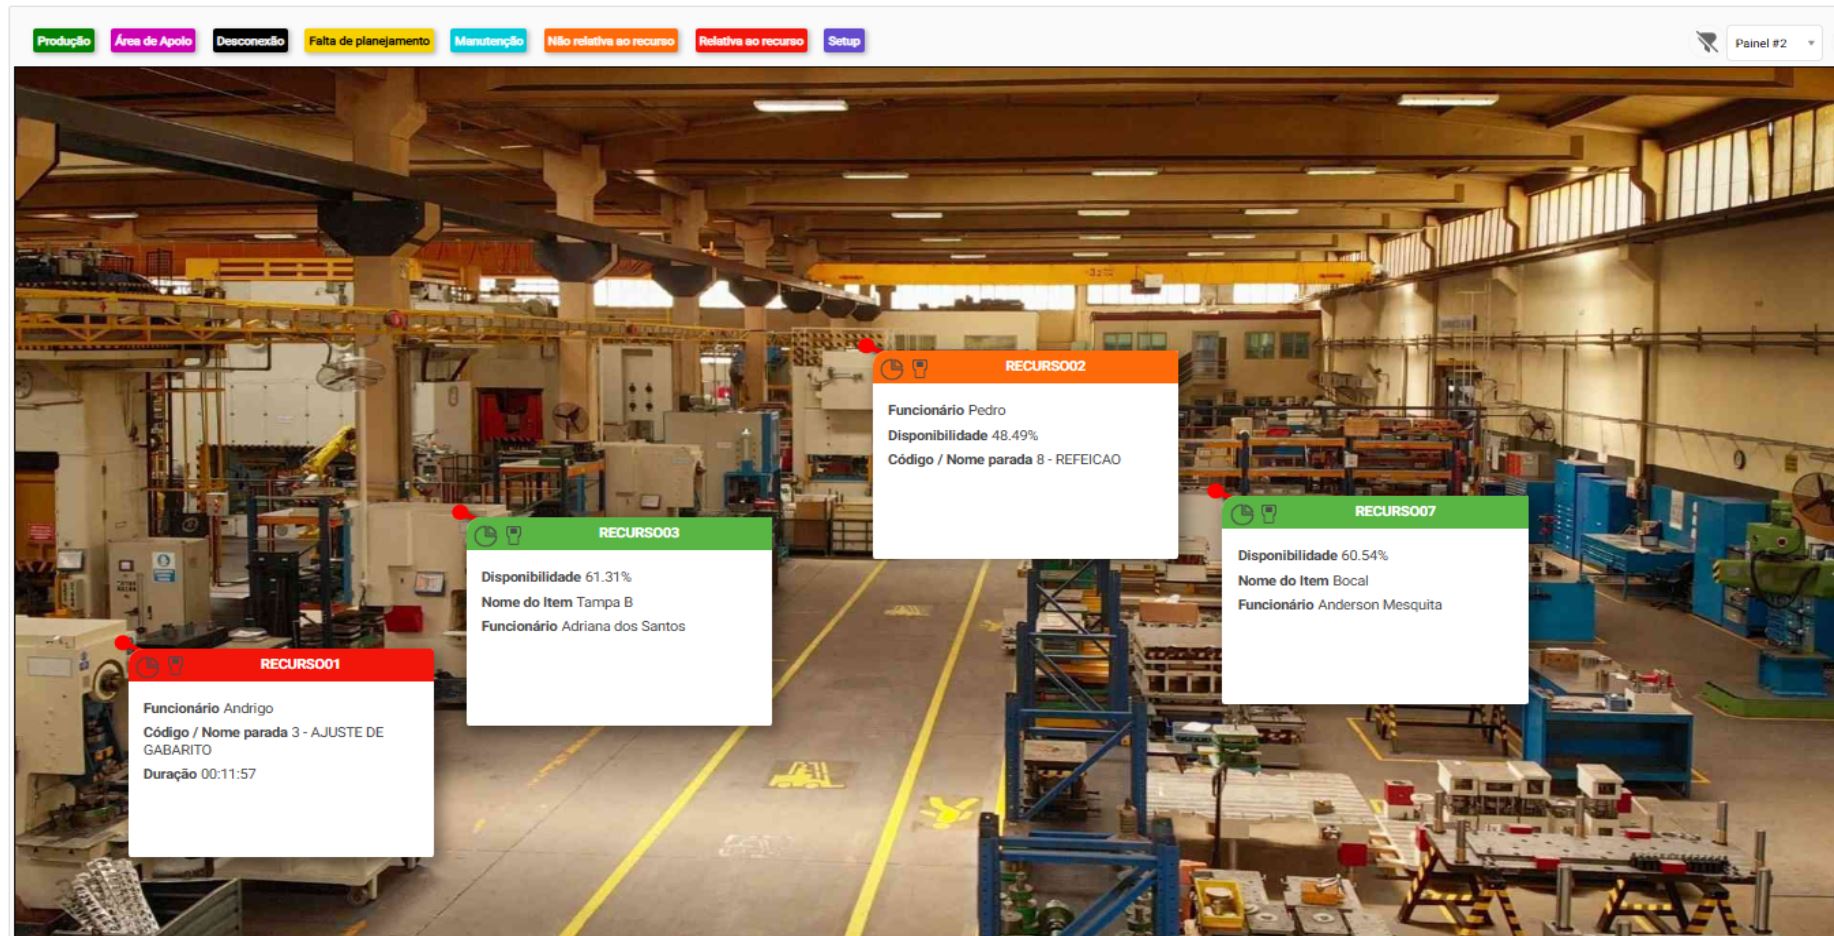 Produção
Área de Apoio
Desconexão
Falta de planejamento
Manutenção
Não relativa ao recurso
Relativa ao recurso
Setup
Painel #2
RECURSO02
Funcionário Pedro
Disponibilidade 48.49%
Código / Nome parada 8 - REFEICAO
RECURSO07
Disponibilidade 60.54%
Nome do Item Bocal
Funcionário Anderson Mesquita
RECURSO03
Disponibilidade 61.31%
Nome do Item Tampa B
Funcionário Adriana dos Santos
RECURSO01
Funcionário Andrigo
Código / Nome parada 3 - AJUSTE DE
GABARITO
Duração 00:11:57